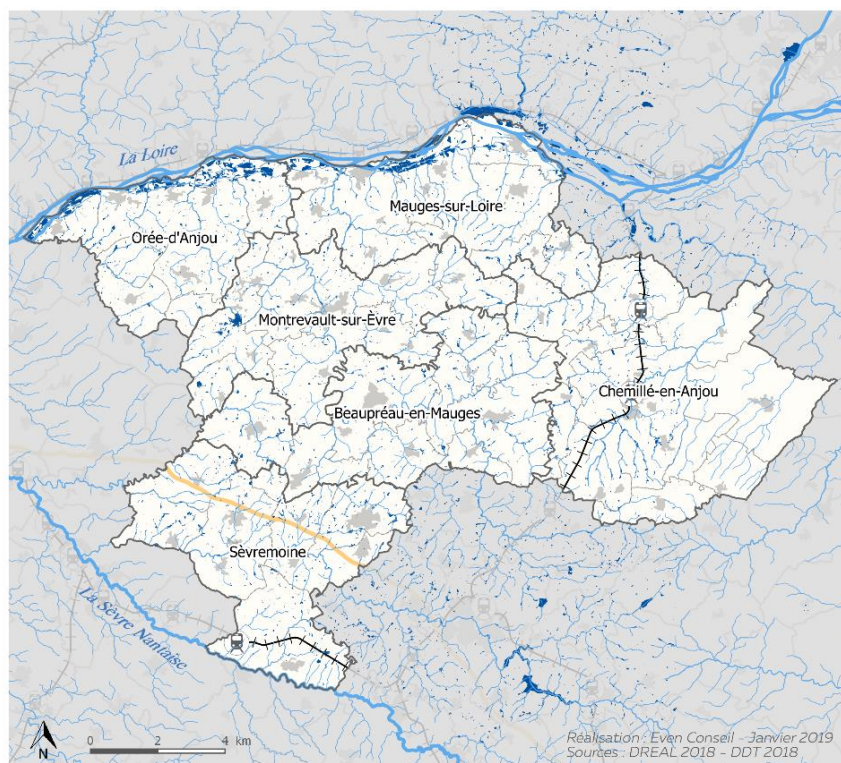 La Loire
Mauges-sur-Loire
Orée-d'Anjou
Montrevault-sur-Èvre
Chemillé-en-Anjou
Beaupréau-en-Mauges
Sèvremoine
La Sèvre Nantaise
N
0 2 4 km
Réalisation : Even Conseil - Janvier 2019
Sources : DREAL 2018 - DDT 2018